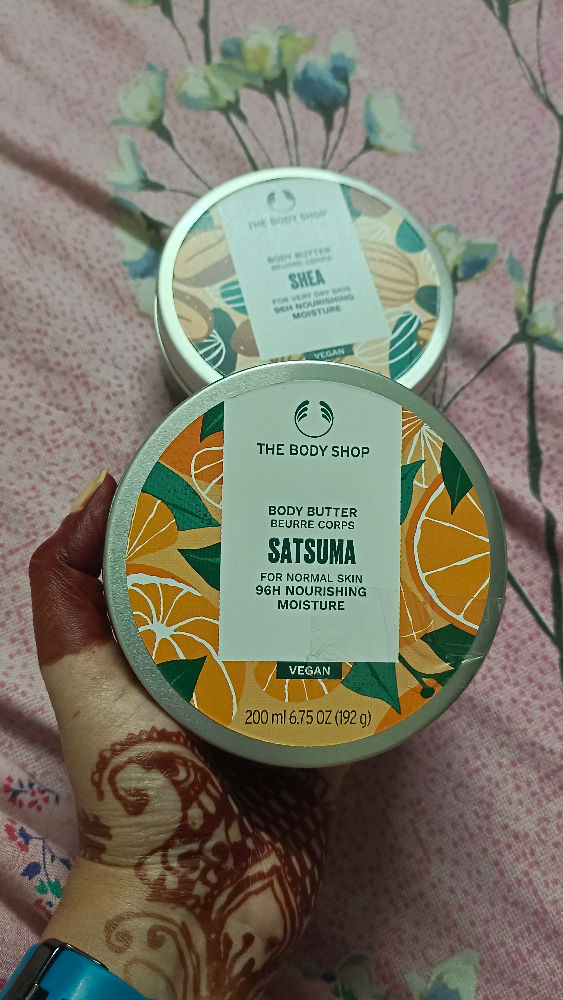 THE BODY SHOP
BODY BUTTER
BEURRE CORPS
SHEA
FOR VERY DRY SKIN
96H NOURISHING
MOISTURE
VEGAN
THE BODY SHOP
BODY BUTTER
BEURRE CORPS
SATSUMA
FOR NORMAL SKIN
96H NOURISHING
MOISTURE
VEGAN
200 ml 6.75 OZ (192 g)